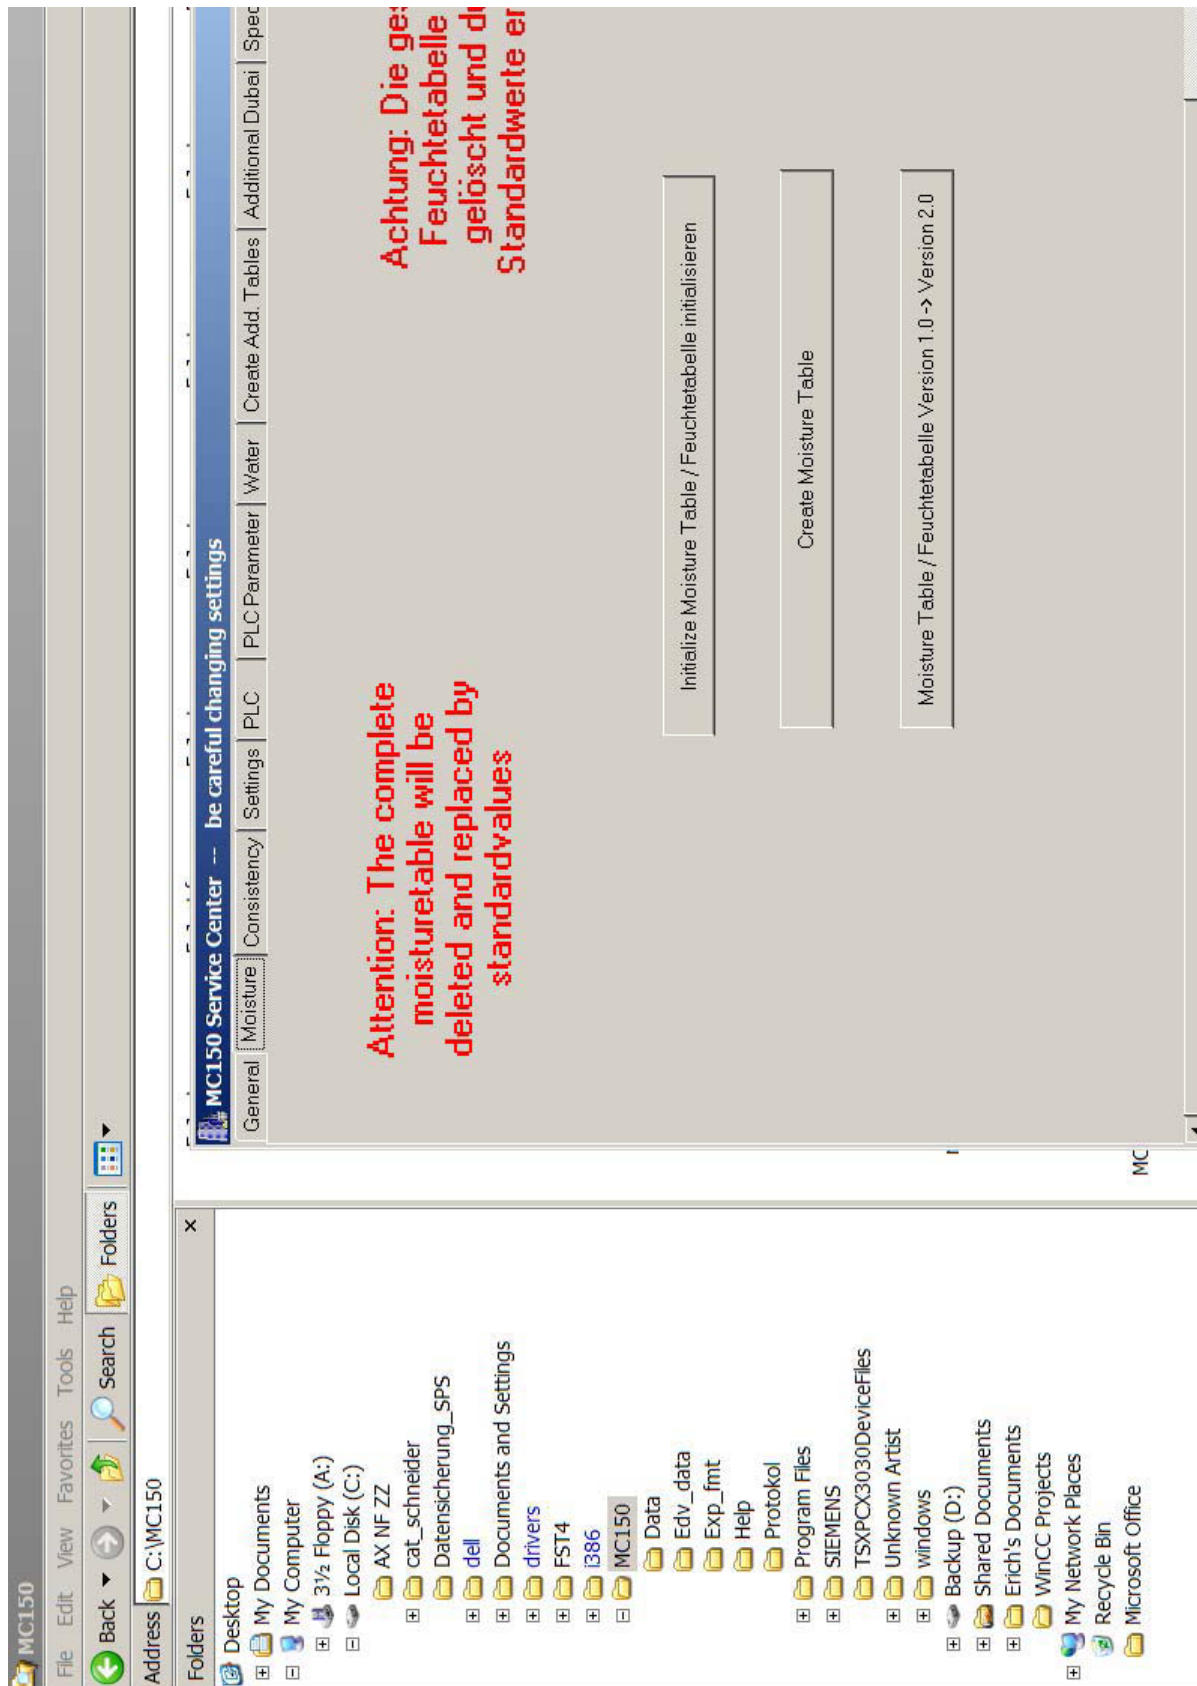 MC150
File Edit View Favorites Tools Help
Back Search Folders
Address C:\MC150
Folders x
Desktop
My Documents
My Computer
3½ Floppy (A:)
Local Disk (C:)
AX NF ZZ
cat_schneider
Datensicherung_SPS
dell
Documents and Settings
drivers
FST4
i386
MC150
Data
Edv_data
Exp_fmt
Help
Protokol
Program Files
SIEMENS
TSXPCX3030DeviceFiles
Unknown Artist
windows
Backup (D:)
Shared Documents
Erich's Documents
WinCC Projects
My Network Places
Recycle Bin
Microsoft Office
MC
MC150 Service Center -- be careful changing settings
General Moisture Consistency Settings PLC PLC Parameter Water Create Add. Tables Additional Dubai Spec
Attention: The complete
moisturetable will be
deleted and replaced by
standardvalues
Achtung: Die ges
Feuchtetabelle
gelöscht und du
Standardwerte er
Initialize Moisture Table / Feuchtetabelle initialisieren
Create Moisture Table
Moisture Table / Feuchtetabelle Version 1.0 -> Version 2.0